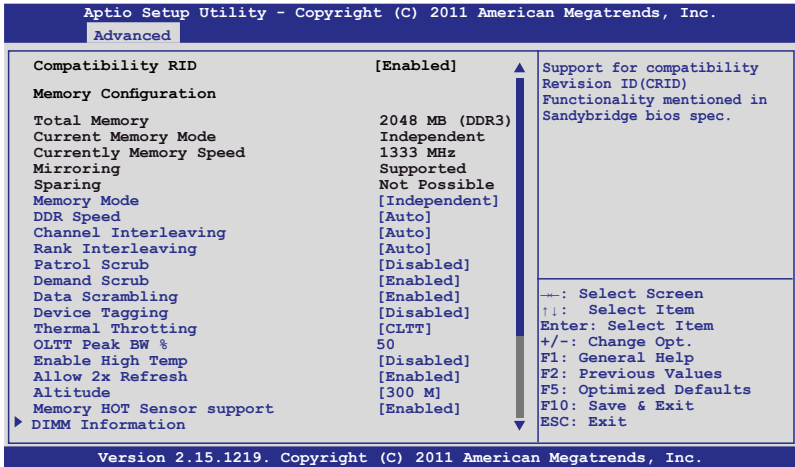 Aptio Setup Utility - Copyright (C) 2011 American Megatrends, Inc.
Advanced
Compatibility RID [Enabled]
Memory Configuration
Total Memory 2048 MB (DDR3)
Current Memory Mode Independent
Currently Memory Speed 1333 MHz
Mirroring Supported
Sparing Not Possible
Memory Mode [Independent]
DDR Speed [Auto]
Channel Interleaving [Auto]
Rank Interleaving [Auto]
Patrol Scrub [Disabled]
Demand Scrub [Enabled]
Data Scrambling [Enabled]
Device Tagging [Disabled]
Thermal Throtting [CLTT]
OLTT Peak BW % 50
Enable High Temp [Disabled]
Allow 2x Refresh [Enabled]
Altitude [300 M]
Memory HOT Sensor support [Enabled]
DIMM Information
Support for compatibility
Revision ID(CRID)
Functionality mentioned in
Sandybridge bios spec.
→←: Select Screen
↑↓: Select Item
Enter: Select Item
+/-: Change Opt.
F1: General Help
F2: Previous Values
F5: Optimized Defaults
F10: Save & Exit
ESC: Exit
Version 2.15.1219. Copyright (C) 2011 American Megatrends, Inc.